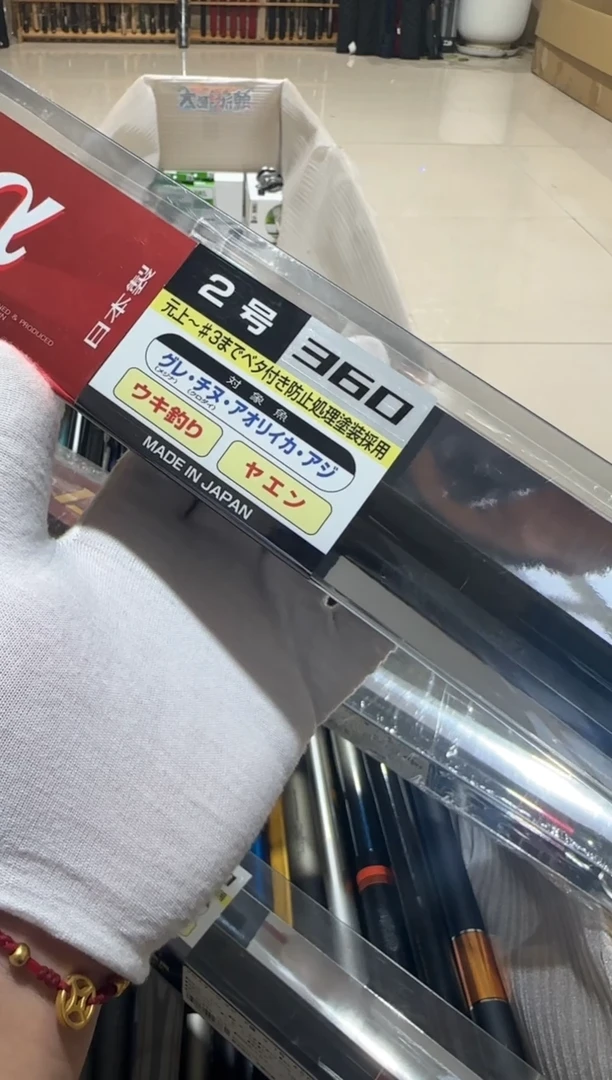 α
日本製
2号
360
元上~#3までベタ付き防止処理塗装採用
対象魚
グレ・チヌ・アオリイカ・アジ
(メジナ) (クロダイ)
ウキ釣り
ヤエン
MADE IN JAPAN
& PRODUCED